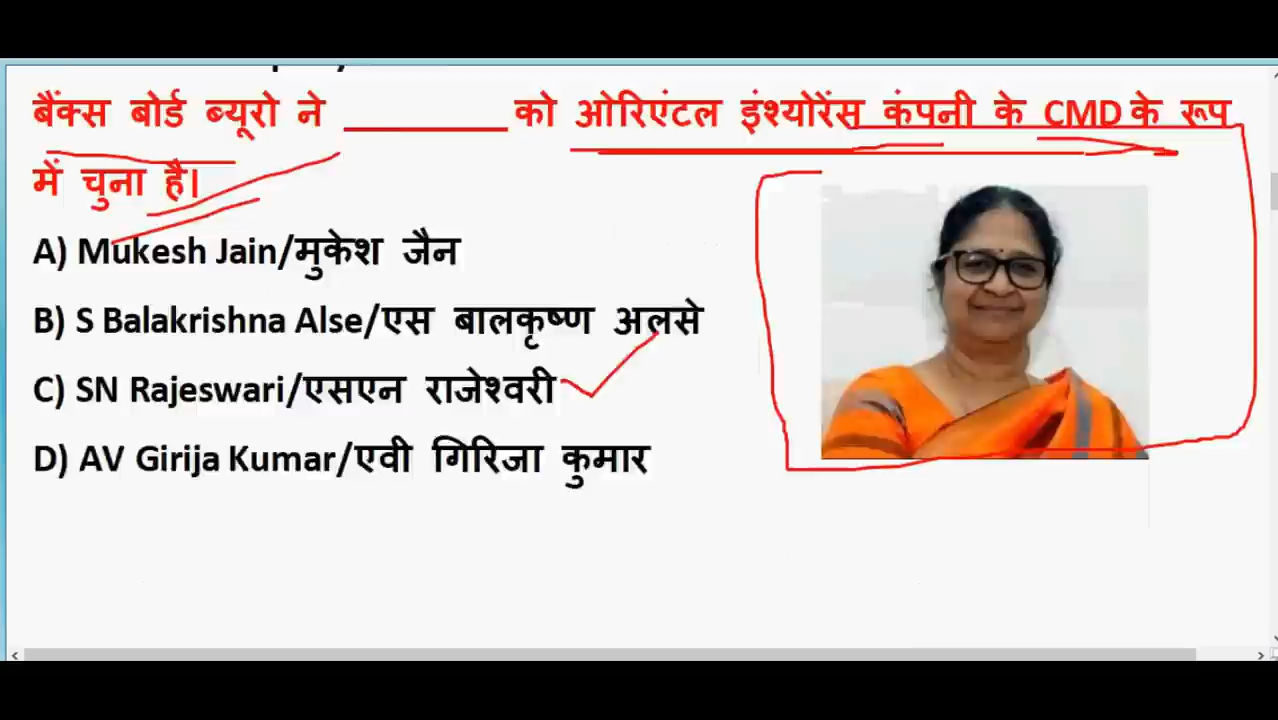 बैंक्स बोर्ड ब्यूरो ने __________ को ओरिएंटल इंश्योरेंस कंपनी के CMD के रूप
में चुना है।
A) Mukesh Jain/मुकेश जैन
B) S Balakrishna Alse/एस बालकृष्ण अलसे
C) SN Rajeswari/एसएन राजेश्वरी
D) AV Girija Kumar/एवी गिरिजा कुमार